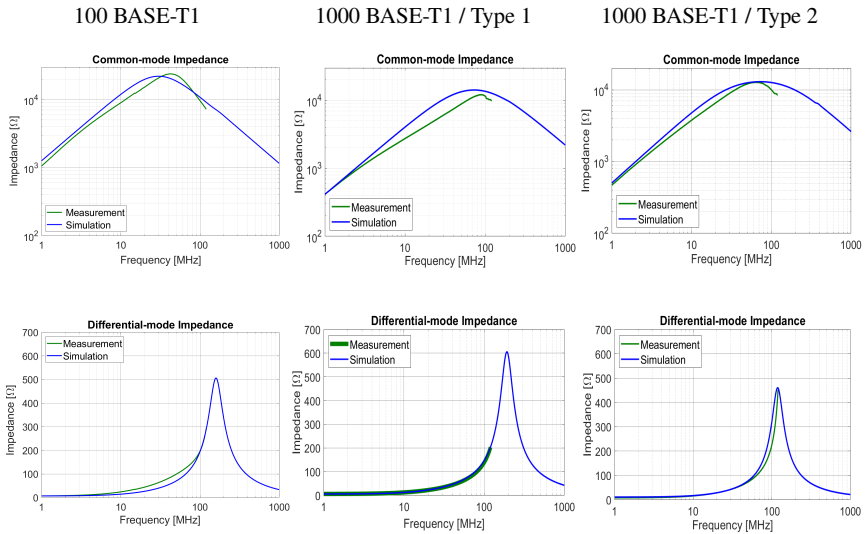 100 BASE-T1
1000 BASE-T1 / Type 1
1000 BASE-T1 / Type 2
Common-mode Impedance
Impedance [Ω]
10^4
10^3
10^2
Measurement
Simulation
1 10 100 1000
Frequency [MHz]
Common-mode Impedance
Impedance [Ω]
10^4
10^3
10^2
Measurement
Simulation
1 10 100 1000
Frequency [MHz]
Common-mode Impedance
Impedance [Ω]
10^4
10^3
10^2
Measurement
Simulation
1 10 100 1000
Frequency [MHz]
Differential-mode Impedance
Impedance [Ω]
700
600
500
400
300
200
100
0
Measurement
Simulation
1 10 100 1000
Frequency [MHz]
Differential-mode Impedance
Impedance [Ω]
700
600
500
400
300
200
100
0
Measurement
Simulation
1 10 100 1000
Frequency [MHz]
Differential-mode Impedance
Impedance [Ω]
700
600
500
400
300
200
100
0
Measurement
Simulation
1 10 100 1000
Frequency [MHz]